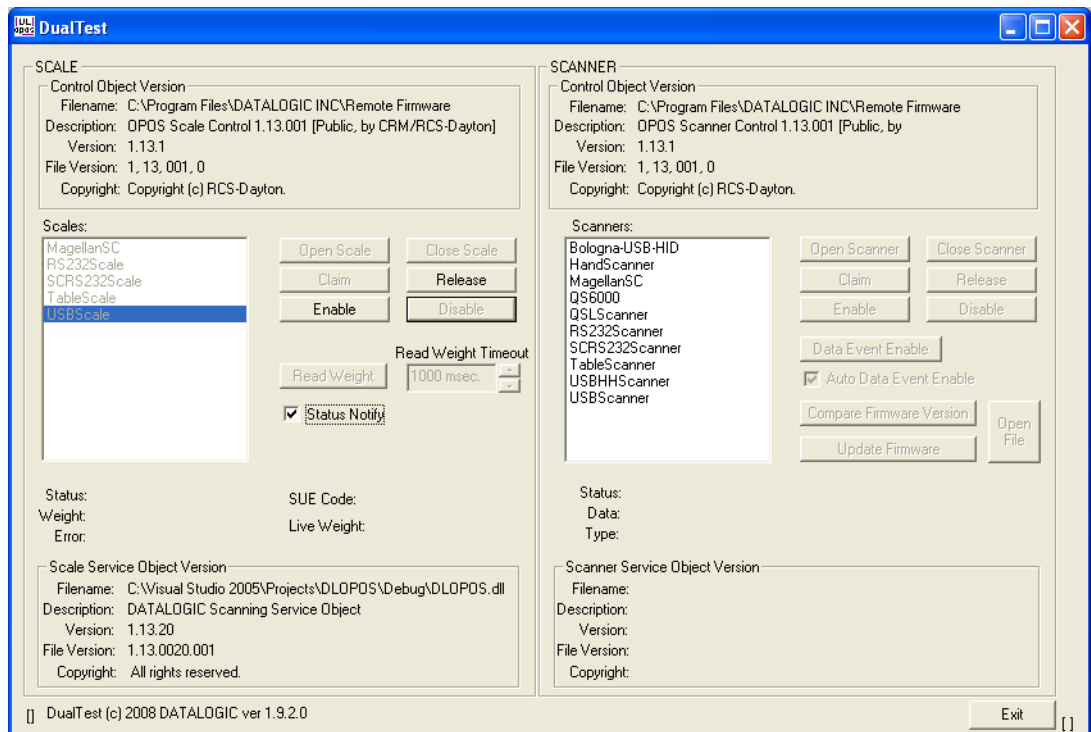 DualTest
SCALE
Control Object Version
Filename: C:\Program Files\DATALOGIC INC\Remote Firmware
Description: OPOS Scale Control 1.13.001 [Public, by CRM/RCS-Dayton]
Version: 1.13.1
File Version: 1, 13, 001, 0
Copyright: Copyright (c) RCS-Dayton.
Scales:
MagellanSC
RS232Scale
SCRS232Scale
TableScale
USBScale
Open Scale
Close Scale
Claim
Release
Enable
Disable
Read Weight Timeout
Read Weight
1000 msec.
Status Notify
Status:
Weight:
Error:
SUE Code:
Live Weight:
Scale Service Object Version
Filename: C:\Visual Studio 2005\Projects\DLOPOS\Debug\DLOPOS.dll
Description: DATALOGIC Scanning Service Object
Version: 1.13.20
File Version: 1.13.0020.001
Copyright: All rights reserved.
SCANNER
Control Object Version
Filename: C:\Program Files\DATALOGIC INC\Remote Firmware
Description: OPOS Scanner Control 1.13.001 [Public, by
Version: 1.13.1
File Version: 1, 13, 001, 0
Copyright: Copyright (c) RCS-Dayton.
Scanners:
Bologna-USB-HID
HandScanner
MagellanSC
QS6000
QSLScanner
RS232Scanner
SCRS232Scanner
TableScanner
USBHHScanner
USBScanner
Open Scanner
Close Scanner
Claim
Release
Enable
Disable
Data Event Enable
Auto Data Event Enable
Compare Firmware Version
Update Firmware
Open
File
Status:
Data:
Type:
Scanner Service Object Version
Filename:
Description:
Version:
File Version:
Copyright:
[] DualTest (c) 2008 DATALOGIC ver 1.9.2.0
Exit
[ ]